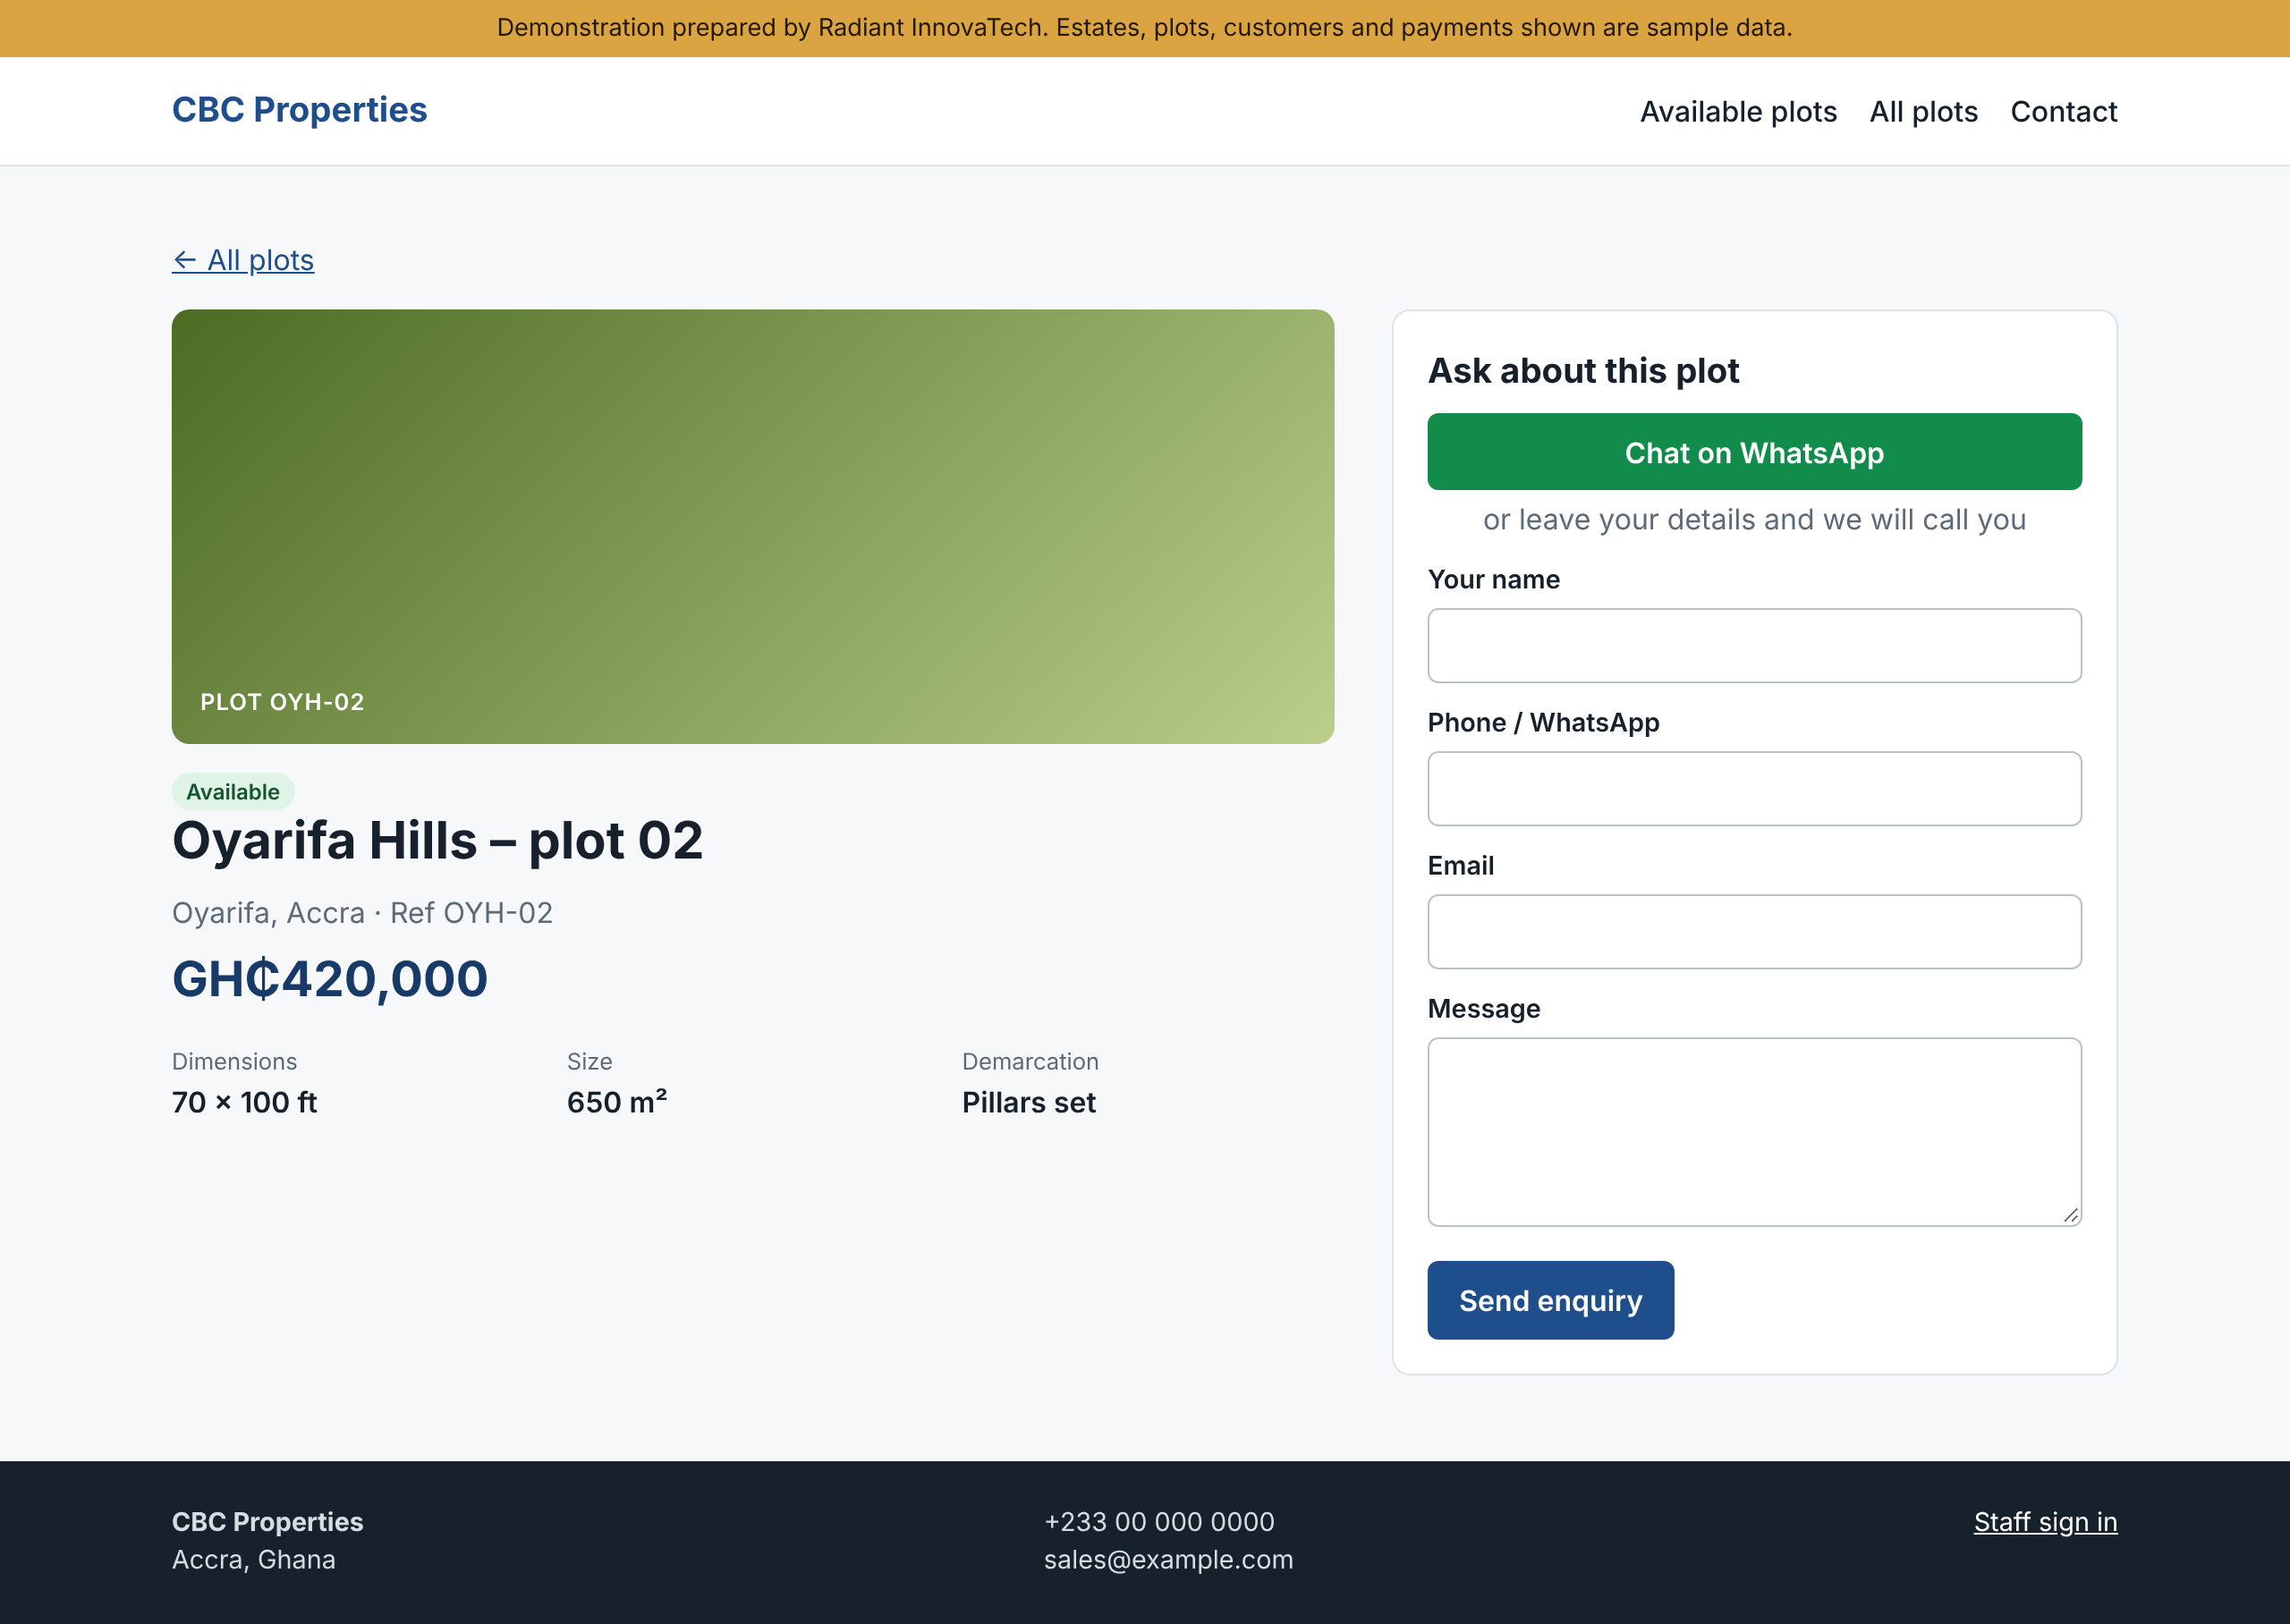 Demonstration prepared by Radiant InnovaTech. Estates, plots, customers and payments shown are sample data.
CBC Properties
Available plots
All plots
Contact
← All plots
PLOT OYH-02
Available
Oyarifa Hills – plot 02
Oyarifa, Accra · Ref OYH-02
GH₵420,000
Dimensions
70 × 100 ft
Size
650 m²
Demarcation
Pillars set
Ask about this plot
Chat on WhatsApp
or leave your details and we will call you
Your name
Phone / WhatsApp
Email
Message
Send enquiry
CBC Properties
Accra, Ghana
+233 00 000 0000
sales@example.com
Staff sign in